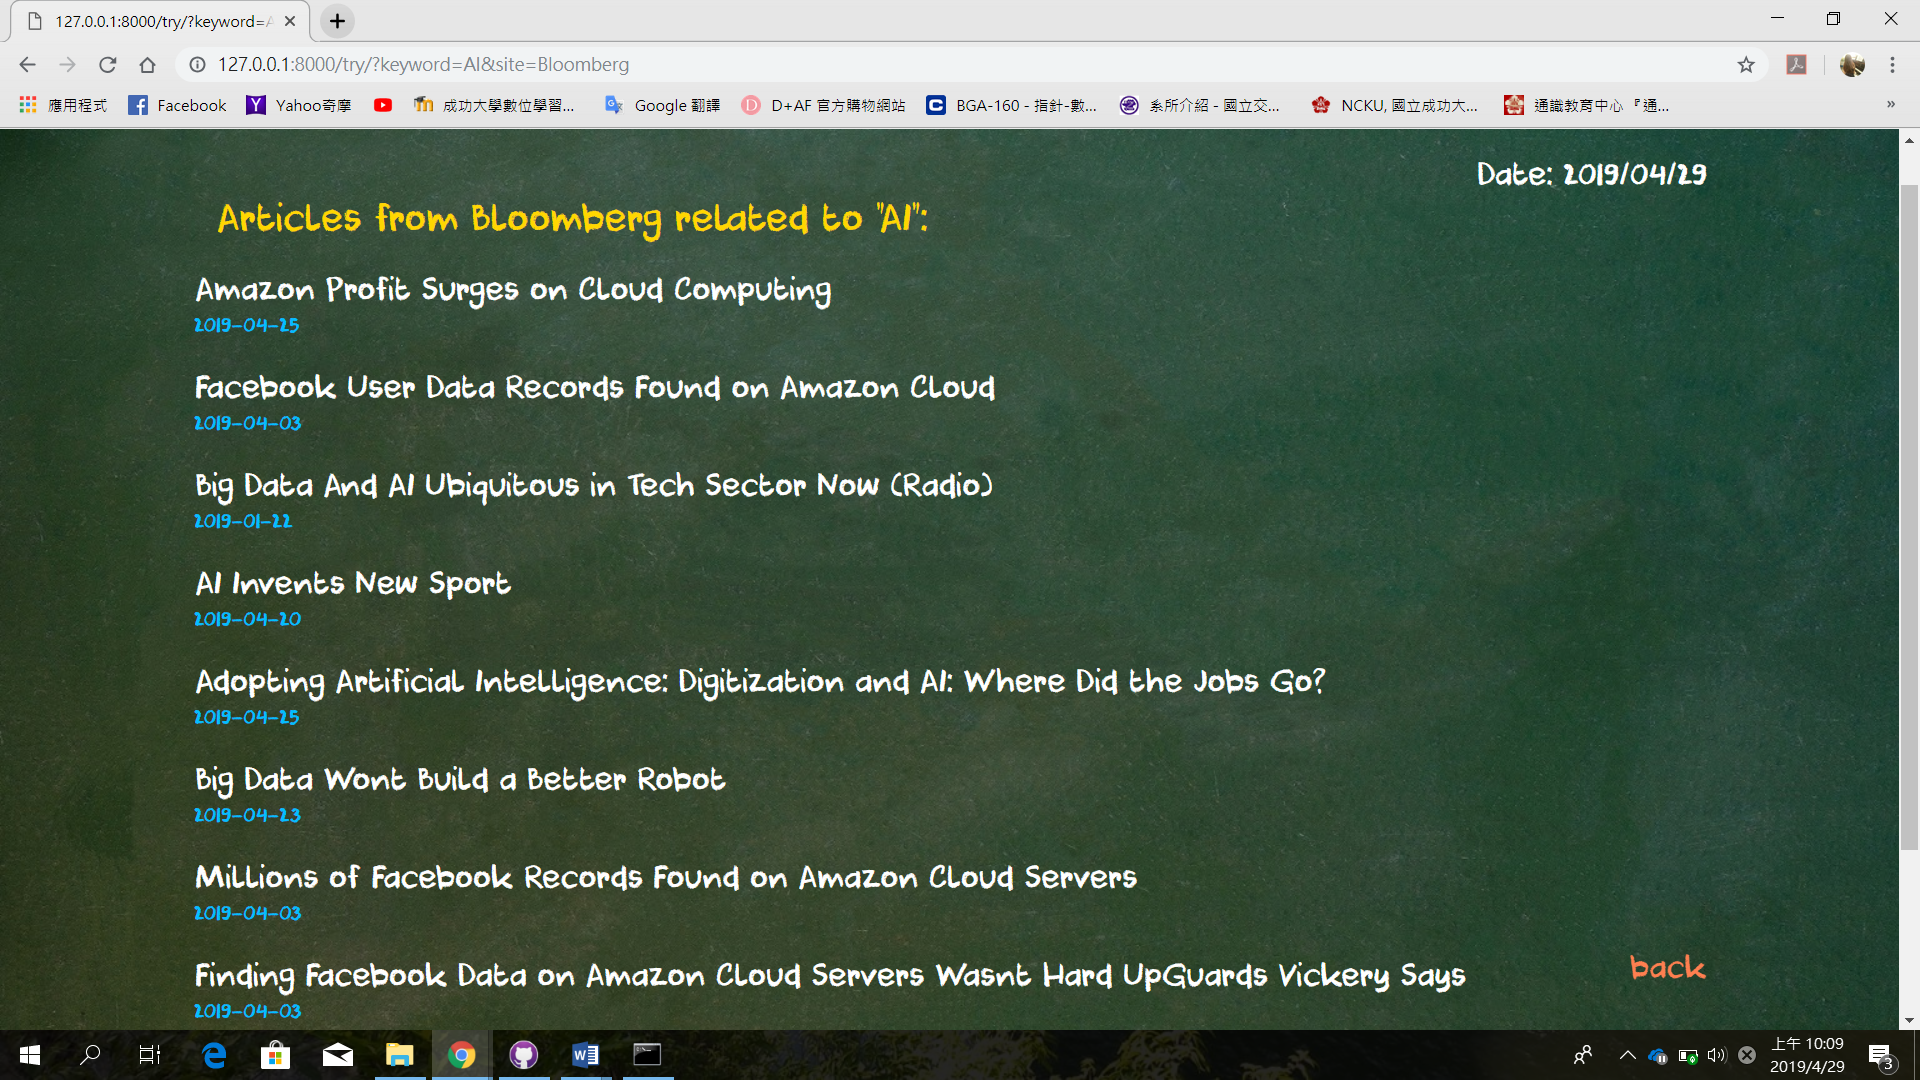 127.0.0.1:8000/try/?keyword=A
127.0.0.1:8000/try/?keyword=AI&site=Bloomberg
應用程式 Facebook Yahoo奇摩 成功大學數位學習... Google 翻譯 D+AF 官方購物網站 BGA-160 - 指針-數... 系所介紹 - 國立交... NCKU, 國立成功大... 通識教育中心 『通...
Date: 2019/04/29
Articles from Bloomberg related to "AI":
Amazon Profit Surges on Cloud Computing
2019-04-25
Facebook User Data Records Found on Amazon Cloud
2019-04-03
Big Data And AI Ubiquitous in Tech Sector Now (Radio)
2019-01-22
AI Invents New Sport
2019-04-20
Adopting Artificial Intelligence: Digitization and AI: Where Did the Jobs Go?
2019-04-25
Big Data Wont Build a Better Robot
2019-04-23
Millions of Facebook Records Found on Amazon Cloud Servers
2019-04-03
Finding Facebook Data on Amazon Cloud Servers Wasnt Hard UpGuards Vickery Says
2019-04-03
back
上午 10:09
2019/4/29
3